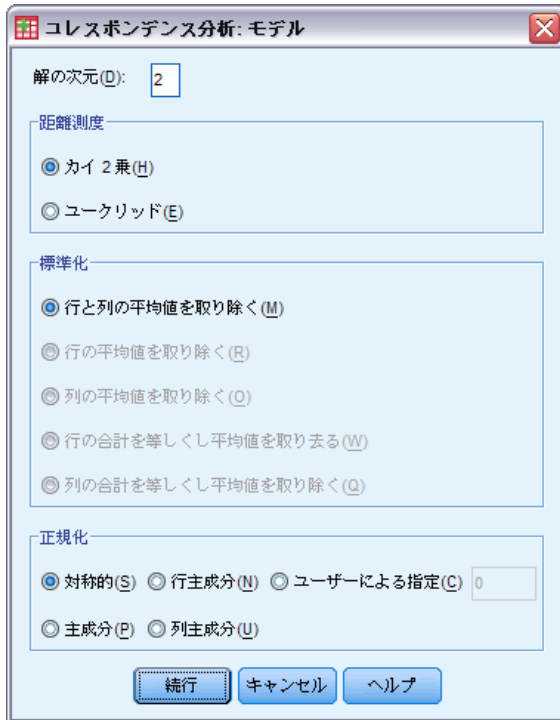 コレスポンデンス分析: モデル
解の次元(D): 2
距離測度
カイ 2 乗(H)
ユークリッド(E)
標準化
行と列の平均値を取り除く(M)
行の平均値を取り除く(R)
列の平均値を取り除く(O)
行の合計を等しくし平均値を取り去る(W)
列の合計を等しくし平均値を取り除く(Q)
正規化
対称的(S) 行主成分(N) ユーザーによる指定(C) 0
主成分(P) 列主成分(U)
続行 キャンセル ヘルプ